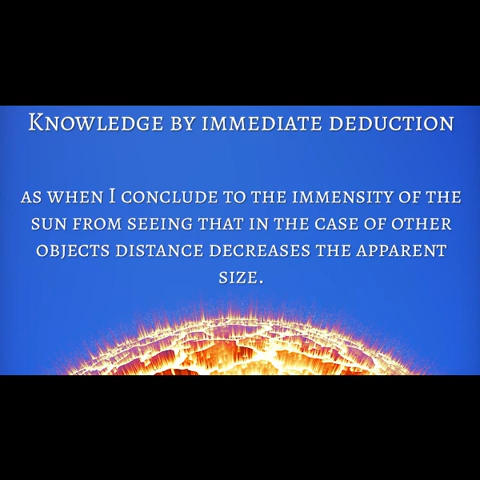 Knowledge by immediate deduction
as when I conclude to the immensity of the
sun from seeing that in the case of other
objects distance decreases the apparent
size.